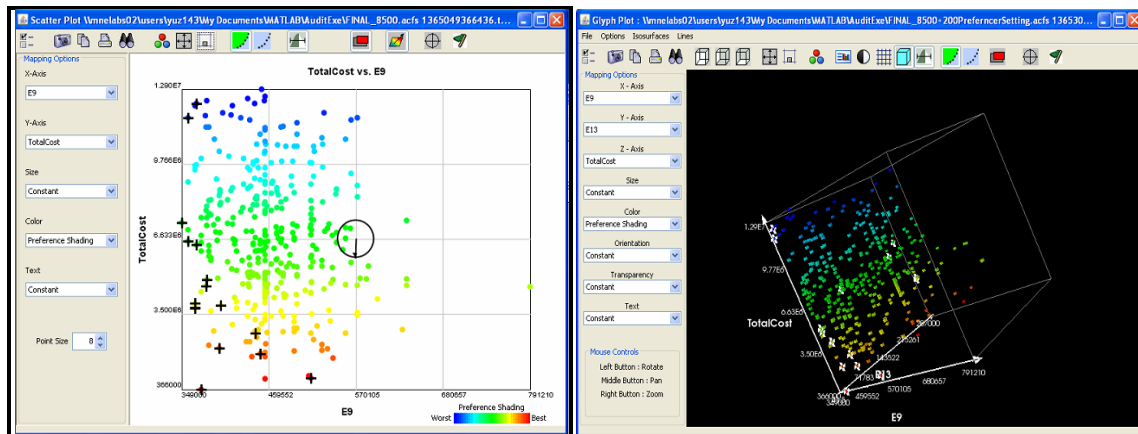 Scatter Plot \\mnelabs02\users\yuz143\My Documents\MATLAB\AuditExe\FINAL_8500.acfs 1365049366436.t...
Mapping Options
X-Axis
E9
Y-Axis
TotalCost
Size
Constant
Color
Preference Shading
Text
Constant
Point Size 8
TotalCost vs. E9
1.290E7
9.766E6
6.633E6
3.500E6
366000
TotalCost
349000 459552 570105 680657 791210
E9
Preference Shading
Worst Best
Glyph Plot : \\mnelabs02\users\yuz143\My Documents\MATLAB\AuditExe\FINAL_8500+200PreferncerSetting.acfs 136530...
File Options Isosurfaces Lines
Mapping Options
X - Axis
E9
Y - Axis
E13
Z - Axis
TotalCost
Size
Constant
Color
Preference Shading
Orientation
Constant
Transparency
Constant
Text
Constant
Mouse Controls
Left Button : Rotate
Middle Button : Pan
Right Button : Zoom
1.29E7
9.77E6
6.63E6
TotalCost
3.50E6
366000
349000
459552
570105
680657
791210
71783
143522
215261
E13
E9